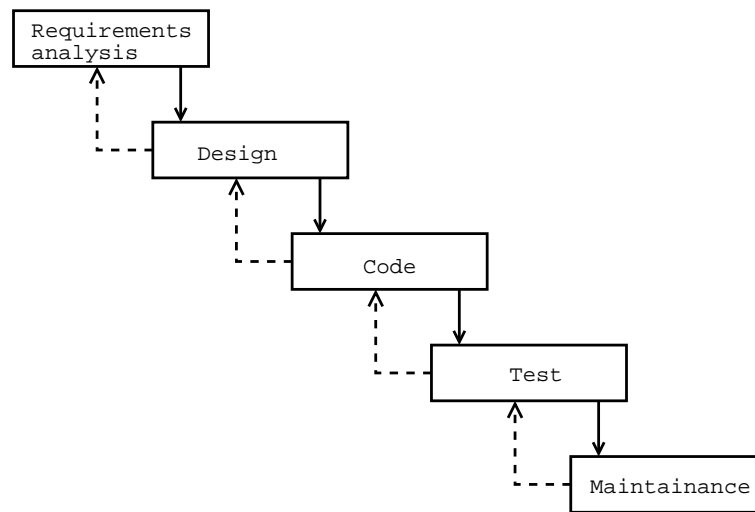 Requirements
analysis
Design
Code
Test
Maintainance